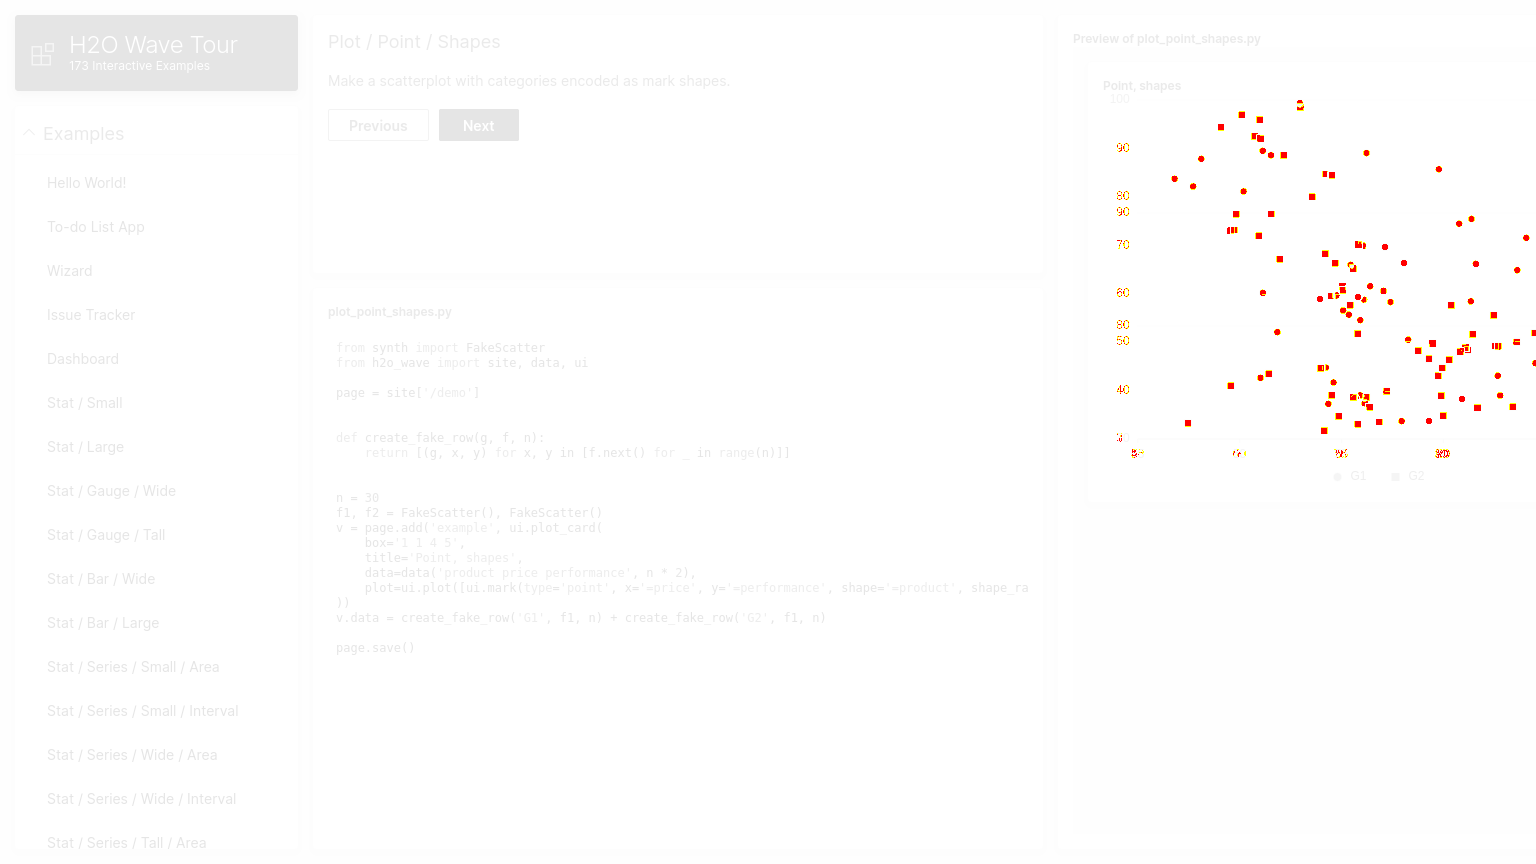 H2O Wave Tour
173 Interactive Examples
Examples
Hello World!
To-do List App
Wizard
Issue Tracker
Dashboard
Stat / Small
Stat / Large
Stat / Gauge / Wide
Stat / Gauge / Tall
Stat / Bar / Wide
Stat / Bar / Large
Stat / Series / Small / Area
Stat / Series / Small / Interval
Stat / Series / Wide / Area
Stat / Series / Wide / Interval
Stat / Series / Tall / Area
Plot / Point / Shapes
Make a scatterplot with categories encoded as mark shapes.
Previous Next
plot_point_shapes.py
from synth import FakeScatter
from h2o_wave import site, data, ui
page = site['/demo']
def create_fake_row(g, f, n):
return [(g, x, y) for x, y in [f.next() for _ in range(n)]]
n = 30
f1, f2 = FakeScatter(), FakeScatter()
v = page.add('example', ui.plot_card(
box='1 1 4 5',
title='Point, shapes',
data=data('product price performance', n * 2),
plot=ui.plot([ui.mark(type='point', x='=price', y='=performance', shape='=product', shape_ra
))
v.data = create_fake_row('G1', f1, n) + create_fake_row('G2', f1, n)
page.save()
Preview of plot_point_shapes.py
Point, shapes
100
90
80
90
70
60
80
50
40
G1 G2